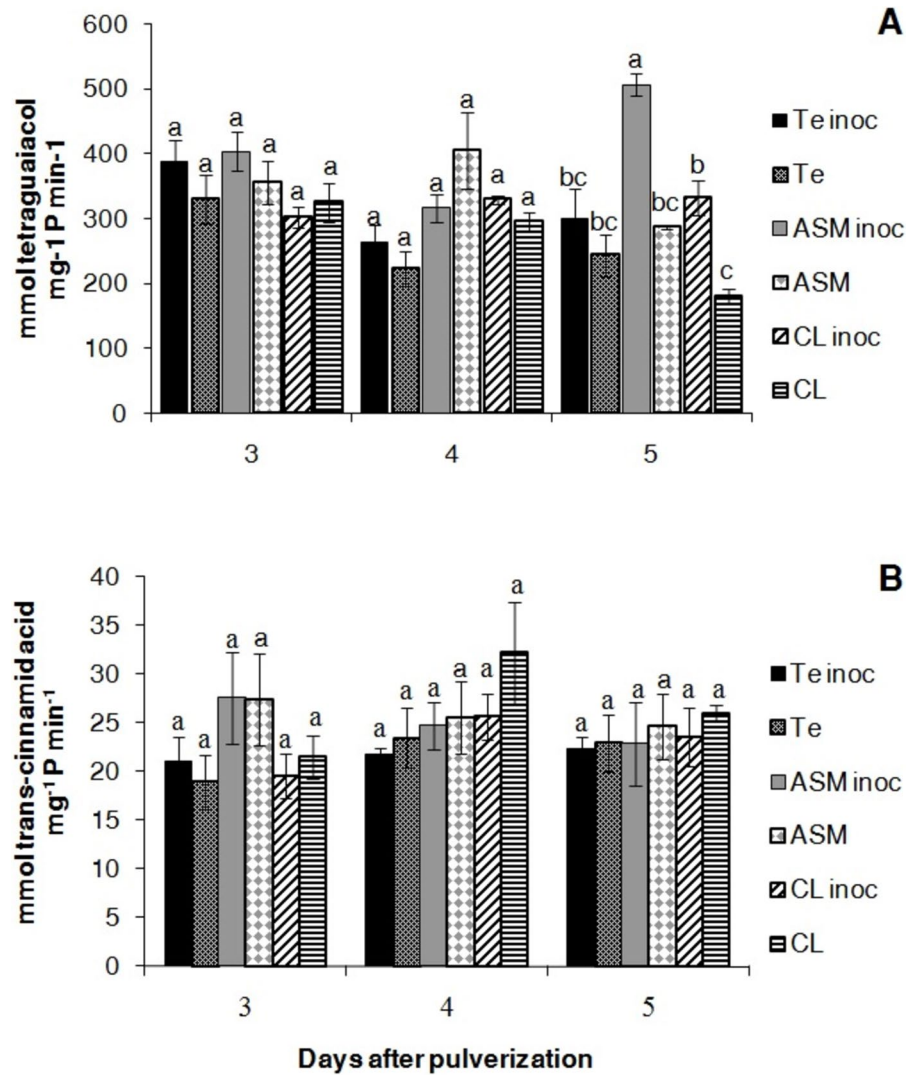 A
mmol tetraguaiacol
mg-1 P min-1
600
500
400
300
200
100
0
a a a a a a
a a a a a a
bc bc a bc b c
3 4 5
Te inoc
Te
ASM inoc
ASM
CL inoc
CL
B
mmol trans-cinnamid acid
mg-1 P min-1
40
35
30
25
20
15
10
5
0
a a a a a a
a a a a a a
a a a a a a
3 4 5
Te inoc
Te
ASM inoc
ASM
CL inoc
CL
Days after pulverization